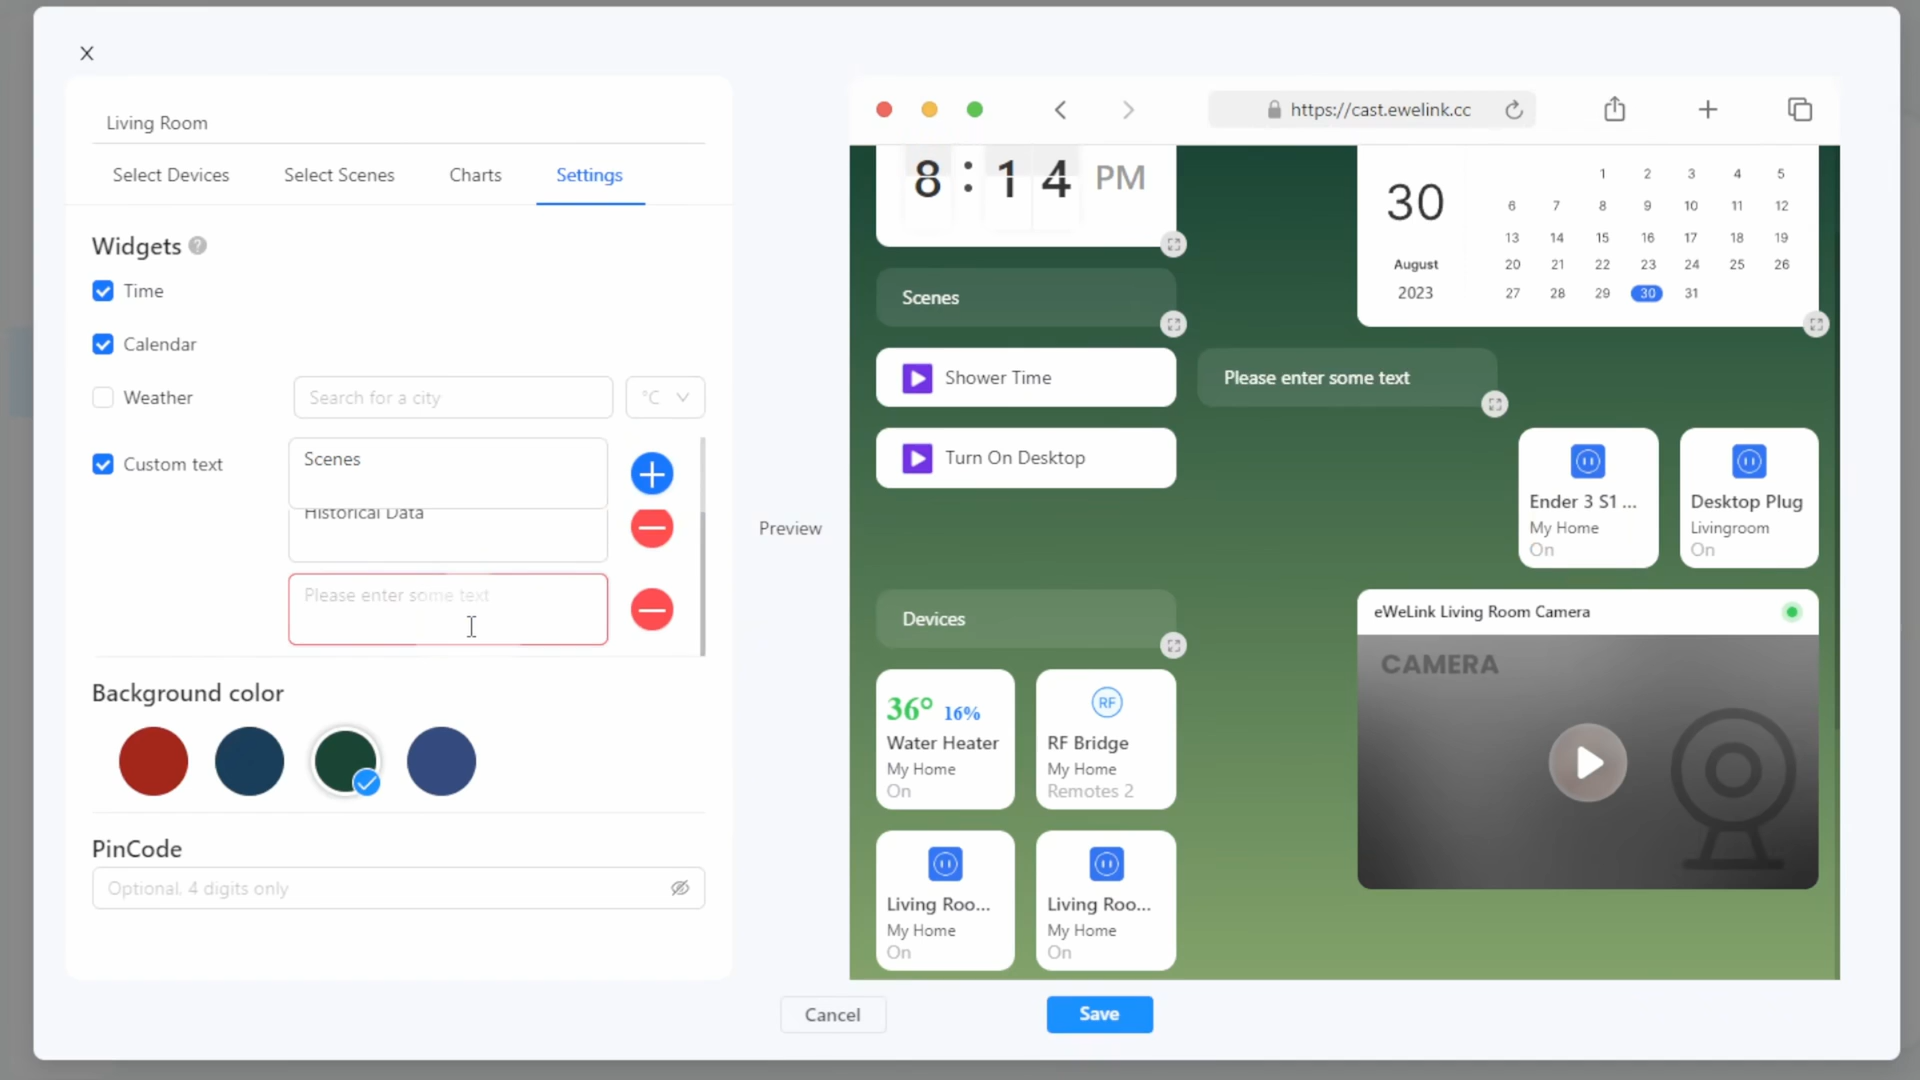 X
Living Room
Select Devices Select Scenes Charts Settings
Widgets ?
Time
Calendar
Weather Search for a city °C
Custom text Scenes
Historical Data
Please enter some text
Background color
PinCode
Optional, 4 digits only
Preview
https://cast.ewelink.cc
8:14 PM
30
August
2023
1 2 3 4 5
6 7 8 9 10 11 12
13 14 15 16 17 18 19
20 21 22 23 24 25 26
27 28 29 30 31
Scenes
Shower Time
Please enter some text
Turn On Desktop
Ender 3 S1 ...
My Home
On
Desktop Plug
Livingroom
On
Devices
eWeLink Living Room Camera
CAMERA
36° 16%
Water Heater
My Home
On
RF
RF Bridge
My Home
Remotes 2
Living Roo...
My Home
On
Living Roo...
My Home
On
Cancel Save